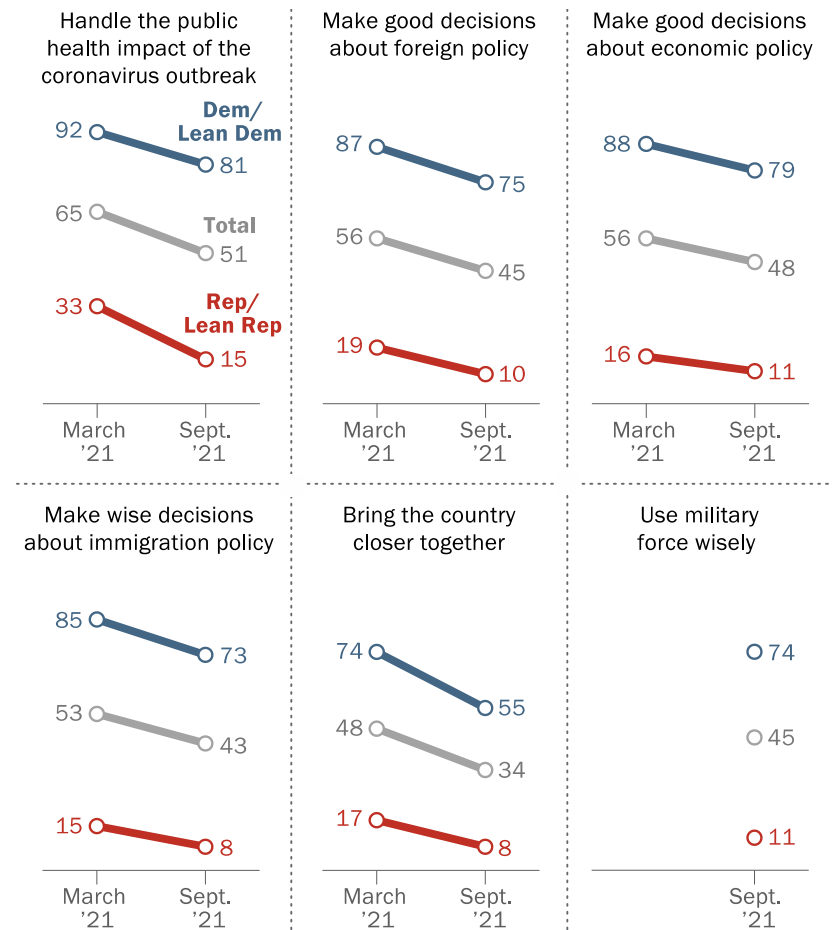 Handle the public
health impact of the
coronavirus outbreak
Dem/
Lean Dem
92
81
Total
65
51
Rep/
Lean Rep
33
15
March
'21
Sept.
'21
Make good decisions
about foreign policy
87
75
56
45
19
10
March
'21
Sept.
'21
Make good decisions
about economic policy
88
79
56
48
16
11
March
'21
Sept.
'21
Make wise decisions
about immigration policy
85
73
53
43
15
8
March
'21
Sept.
'21
Bring the country
closer together
74
55
48
34
17
8
March
'21
Sept.
'21
Use military
force wisely
74
45
11
Sept.
'21